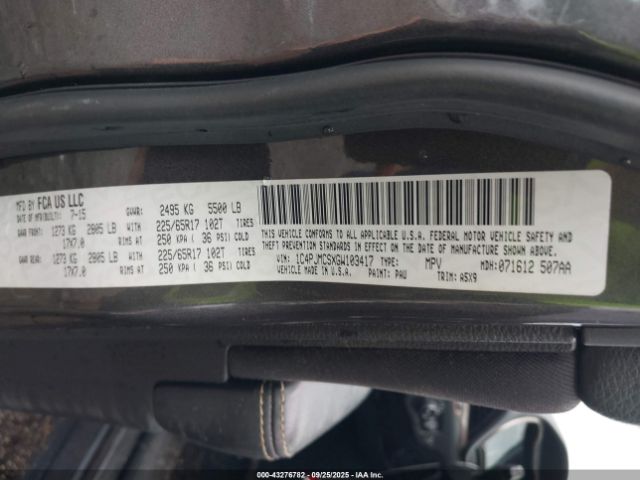 MFD BY FCA US LLC
DATE OF MFR(BUILT): 7-15 GVWR: 2495 KG 5500 LB
GAWR FRONT: 1273 KG 2805 LB WITH 225/65R17 102T TIRES
17X7.0 RIMS AT 250 KPA ( 36 PSI) COLD
GAWR REAR: 1273 KG 2805 LB WITH 225/65R17 102T TIRES
17X7.0 RIMS AT 250 KPA ( 36 PSI) COLD
THIS VEHICLE CONFORMS TO ALL APPLICABLE U.S.A. FEDERAL MOTOR VEHICLE SAFETY AND
THEFT PREVENTION STANDARDS IN EFFECT ON THE DATE OF MANUFACTURE SHOWN ABOVE.
VIN: 1C4PJMCSXGW103417 TYPE: MPV MDH: 071612 507AA
VEHICLE MADE IN U.S.A. PAINT: PAU TRIM: A5X9
000-43276782 - 09/25/2025 - IAAI.COM